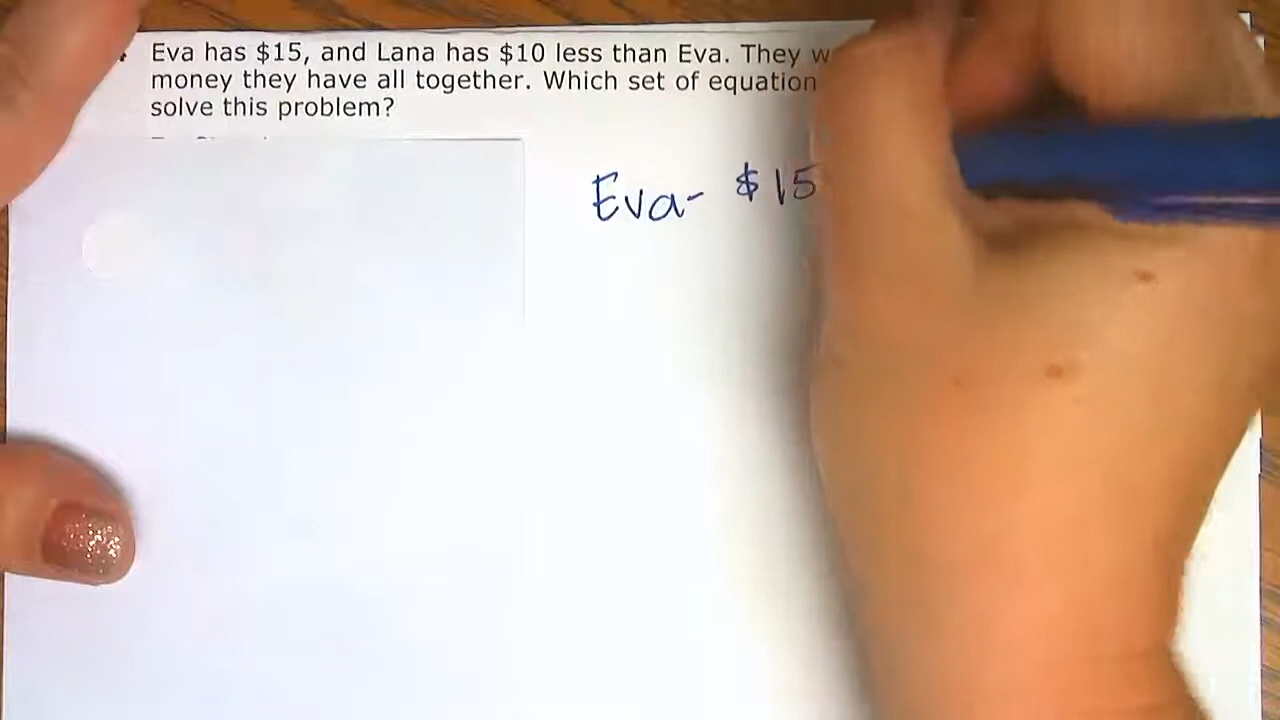 Eva has $15, and Lana has $10 less than Eva. They
money they have all together. Which set of equation
solve this problem?
Eva- $15